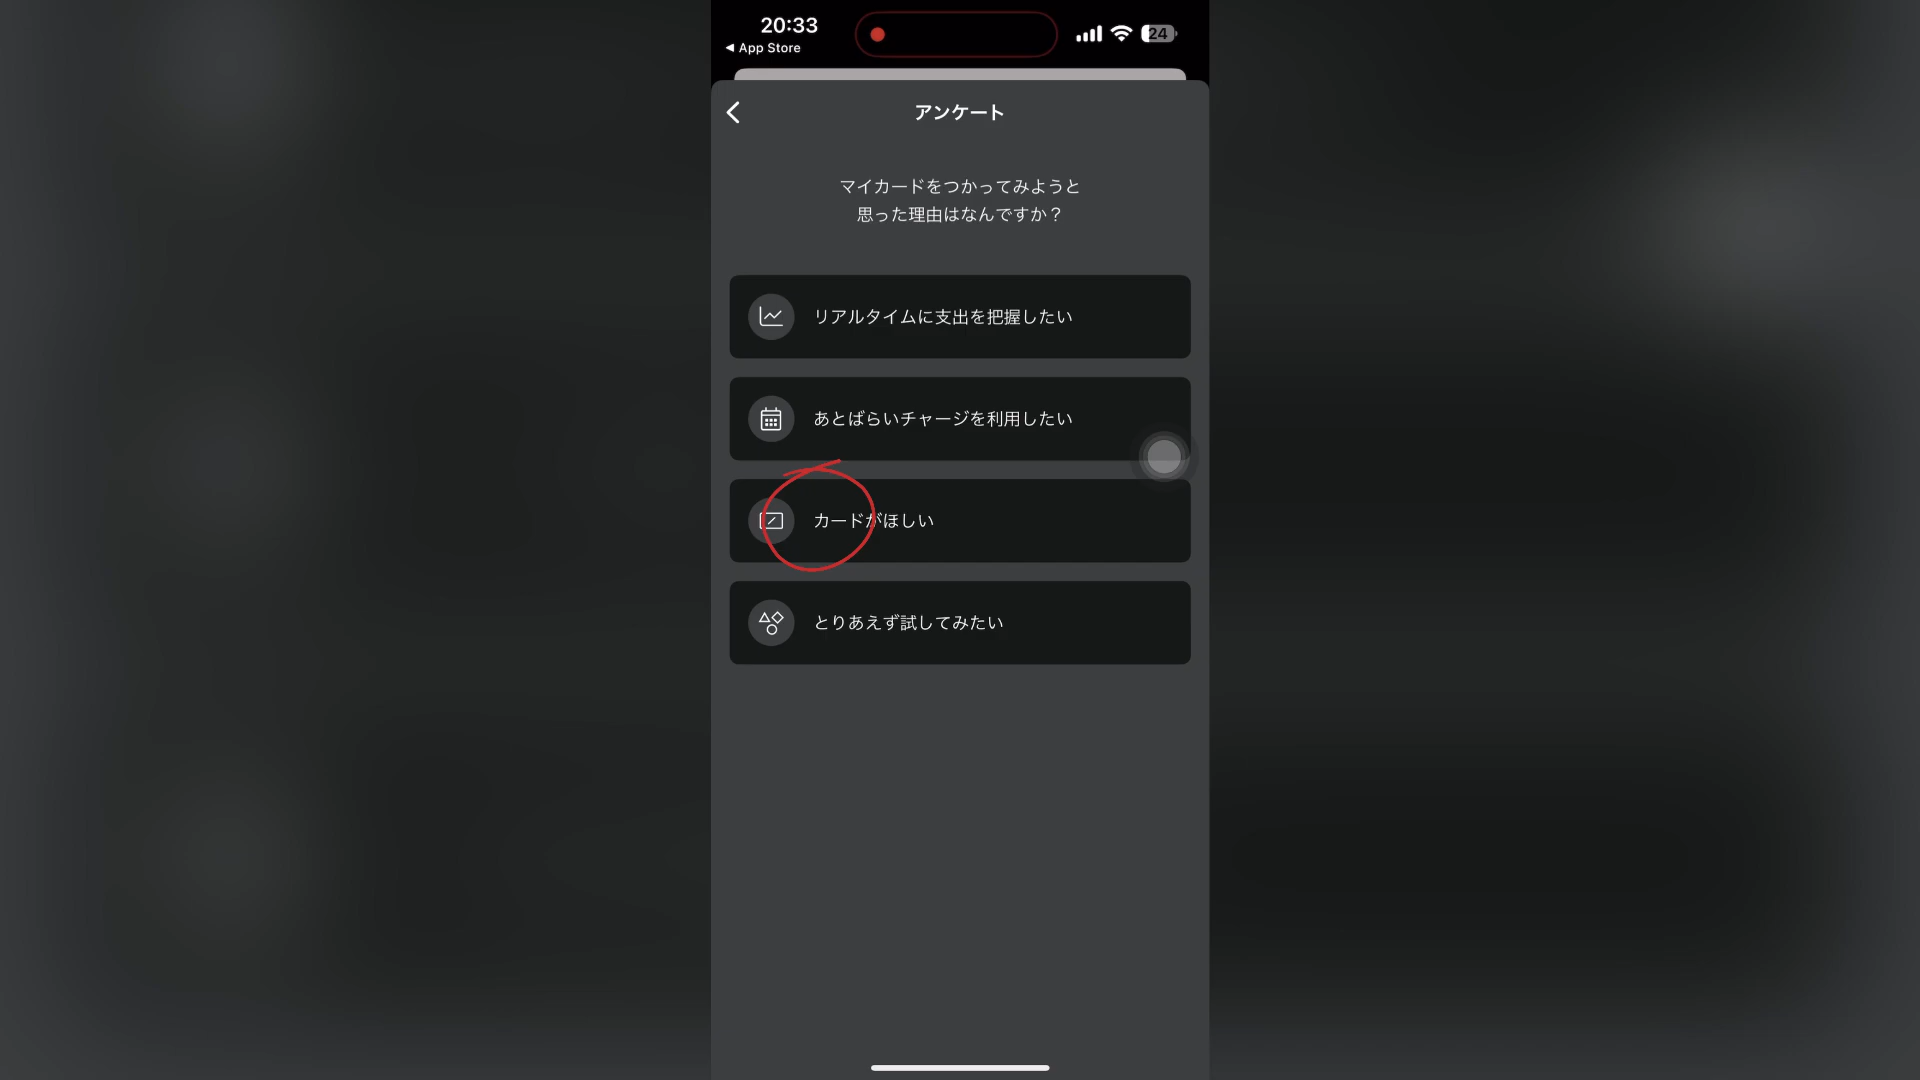 20:33
◀ App Store
24
アンケート
マイカードをつかってみようと
思った理由はなんですか？
リアルタイムに支出を把握したい
あとばらいチャージを利用したい
カードがほしい
とりあえず試してみたい